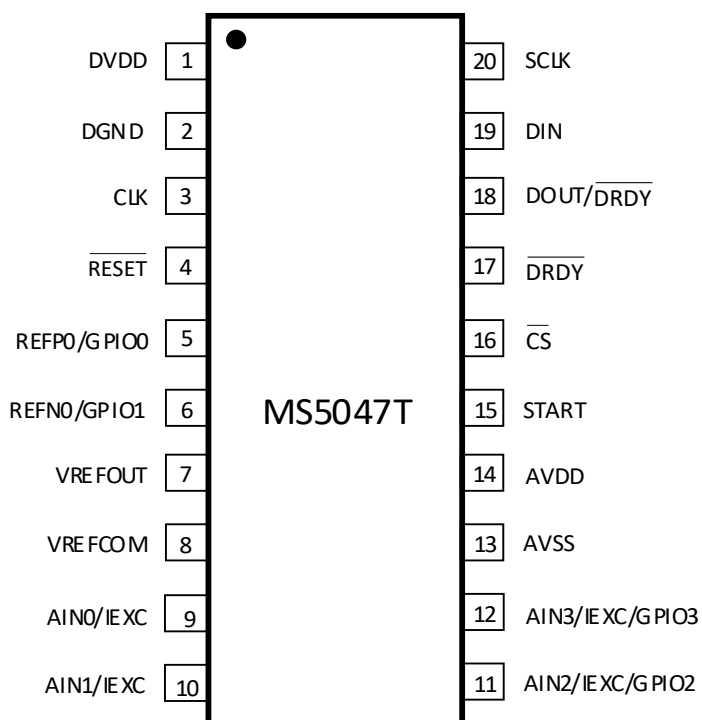 DVDD 1 20 SCLK
DGND 2 19 DIN
CLK 3 18 DOUT/DRDY
RESET 4 17 DRDY
REFP0/GPIO0 5 16 CS
REFN0/GPIO1 6 MS5047T 15 START
VREFOUT 7 14 AVDD
VREFCOM 8 13 AVSS
AIN0/IEXC 9 12 AIN3/IEXC/GPIO3
AIN1/IEXC 10 11 AIN2/IEXC/GPIO2